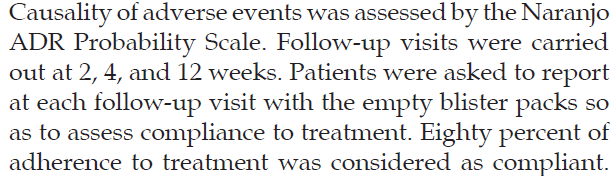 Causality of adverse events was assessed by the Naranjo
ADR Probability Scale. Follow-up visits were carried
out at 2, 4, and 12 weeks. Patients were asked to report
at each follow-up visit with the empty blister packs so
as to assess compliance to treatment. Eighty percent of
adherence to treatment was considered as compliant.